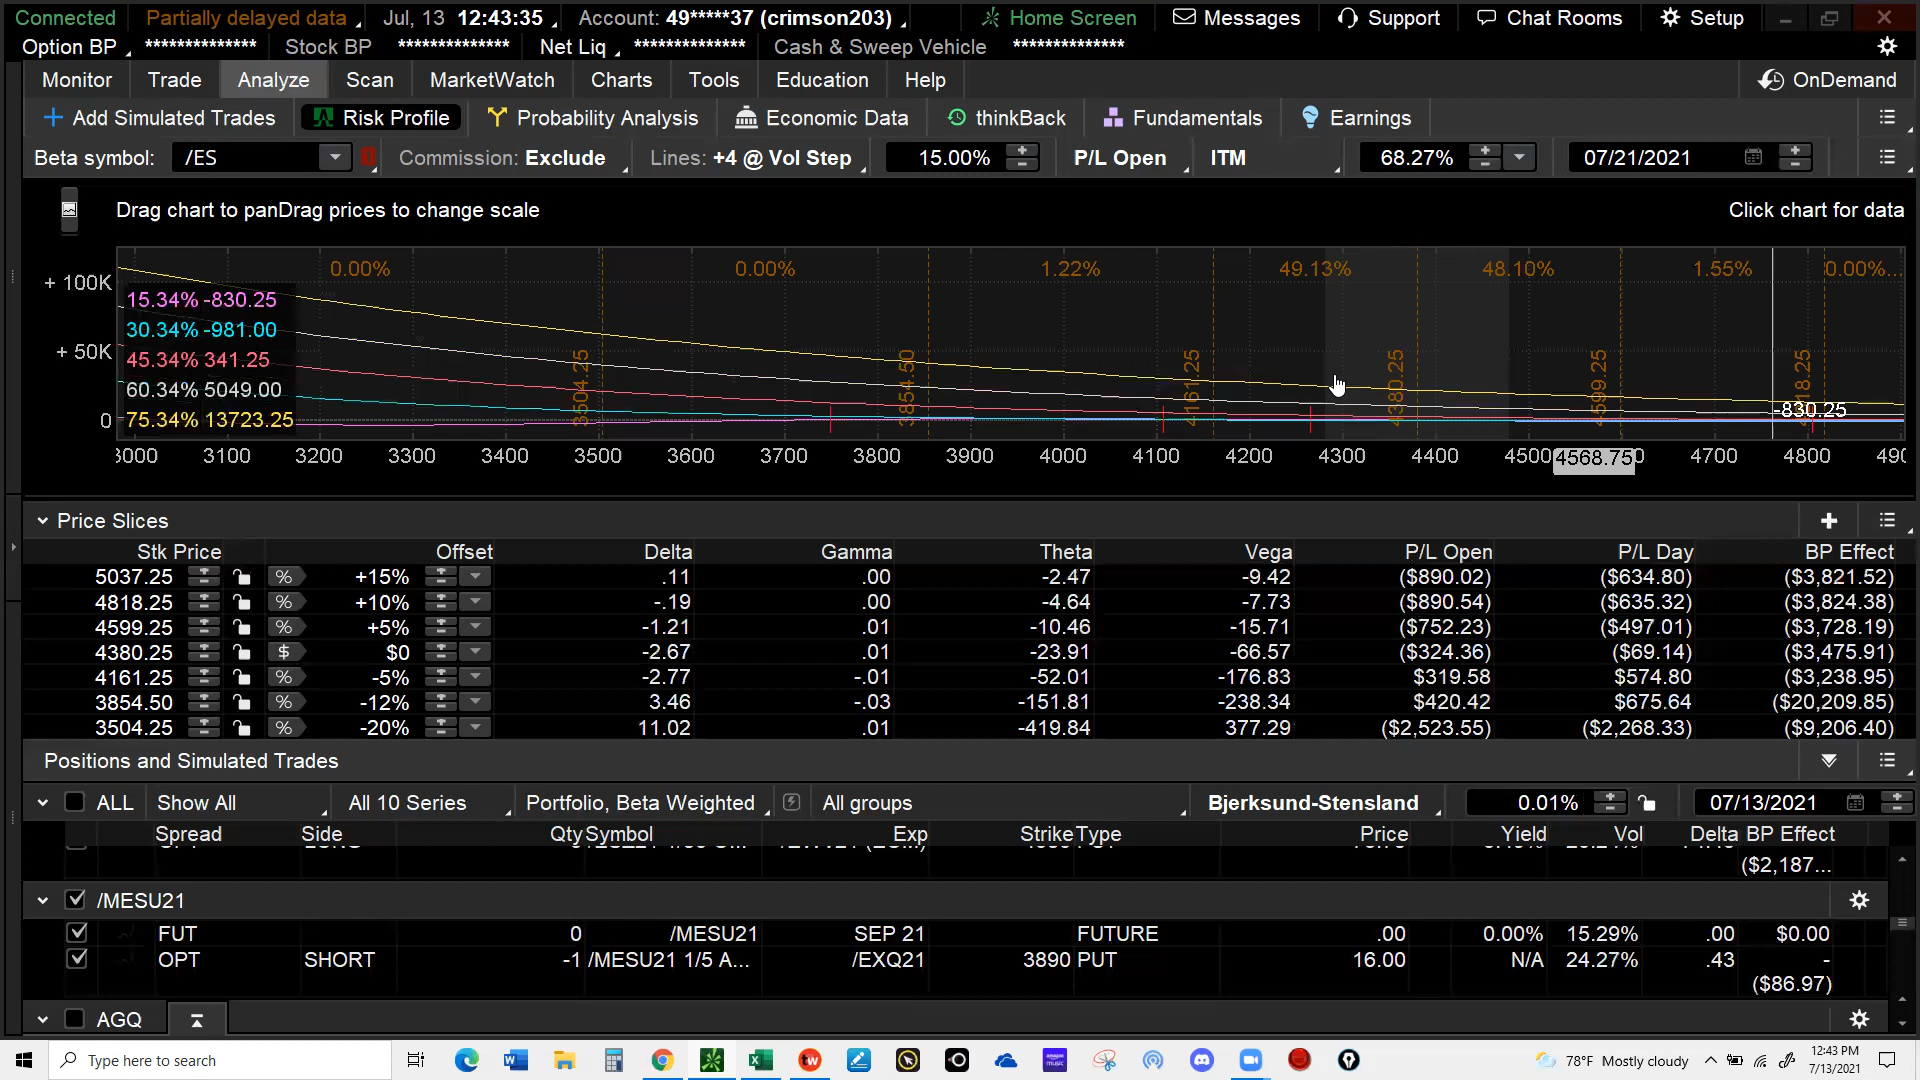 Connected Partially delayed data Jul, 13 12:43:35 Account: 49*****37 (crimson203) Home Screen Messages Support Chat Rooms Setup
Option BP ************** Stock BP ************** Net Liq ************** Cash & Sweep Vehicle **************
Monitor Trade Analyze Scan MarketWatch Charts Tools Education Help OnDemand
Add Simulated Trades Risk Profile Probability Analysis Economic Data thinkBack Fundamentals Earnings
Beta symbol: /ES Commission: Exclude Lines: +4 @ Vol Step 15.00% P/L Open ITM 68.27% 07/21/2021
Drag chart to panDrag prices to change scale Click chart for data
0.00% 0.00% 1.22% 49.13% 48.10% 1.55% 0.00%...
+ 100K
15.34% -830.25
30.34% -981.00
+ 50K
45.34% 341.25
60.34% 5049.00
3504.25 3854.50 4161.25 4380.25 4599.25
-830.25
0
75.34% 13723.25
3000 3100 3200 3300 3400 3500 3600 3700 3800 3900 4000 4100 4200 4300 4400 4500 4568.75 4700 4800
Price Slices
Stk Price Offset Delta Gamma Theta Vega P/L Open P/L Day BP Effect
5037.25 % +15% .11 .00 -2.47 -9.42 ($890.02) ($634.80) ($3,821.52)
4818.25 % +10% -.19 .00 -4.64 -7.73 ($890.54) ($635.32) ($3,824.38)
4599.25 % +5% -1.21 .01 -10.46 -15.71 ($752.23) ($497.01) ($3,728.19)
4380.25 $ $0 -2.67 .01 -23.91 -66.57 ($324.36) ($69.14) ($3,475.91)
4161.25 % -5% -2.77 -.01 -52.01 -176.83 $319.58 $574.80 ($3,238.95)
3854.50 % -12% 3.46 -.03 -151.81 -238.34 $420.42 $675.64 ($20,209.85)
3504.25 % -20% 11.02 .01 -419.84 377.29 ($2,523.55) ($2,268.33) ($9,206.40)
Positions and Simulated Trades
ALL Show All All 10 Series Portfolio, Beta Weighted All groups Bjerksund-Stensland 0.01% 07/13/2021
Spread Side Qty Symbol Exp Strike Type Price Yield Vol Delta BP Effect
($2,187...
/MESU21
FUT 0 /MESU21 SEP 21 FUTURE .00 0.00% 15.29% .00 $0.00
OPT SHORT -1 /MESU21 1/5 A... /EXQ21 3890 PUT 16.00 N/A 24.27% .43 -
($86.97)
AGQ
Type here to search 78°F Mostly cloudy 12:43 PM
7/13/2021